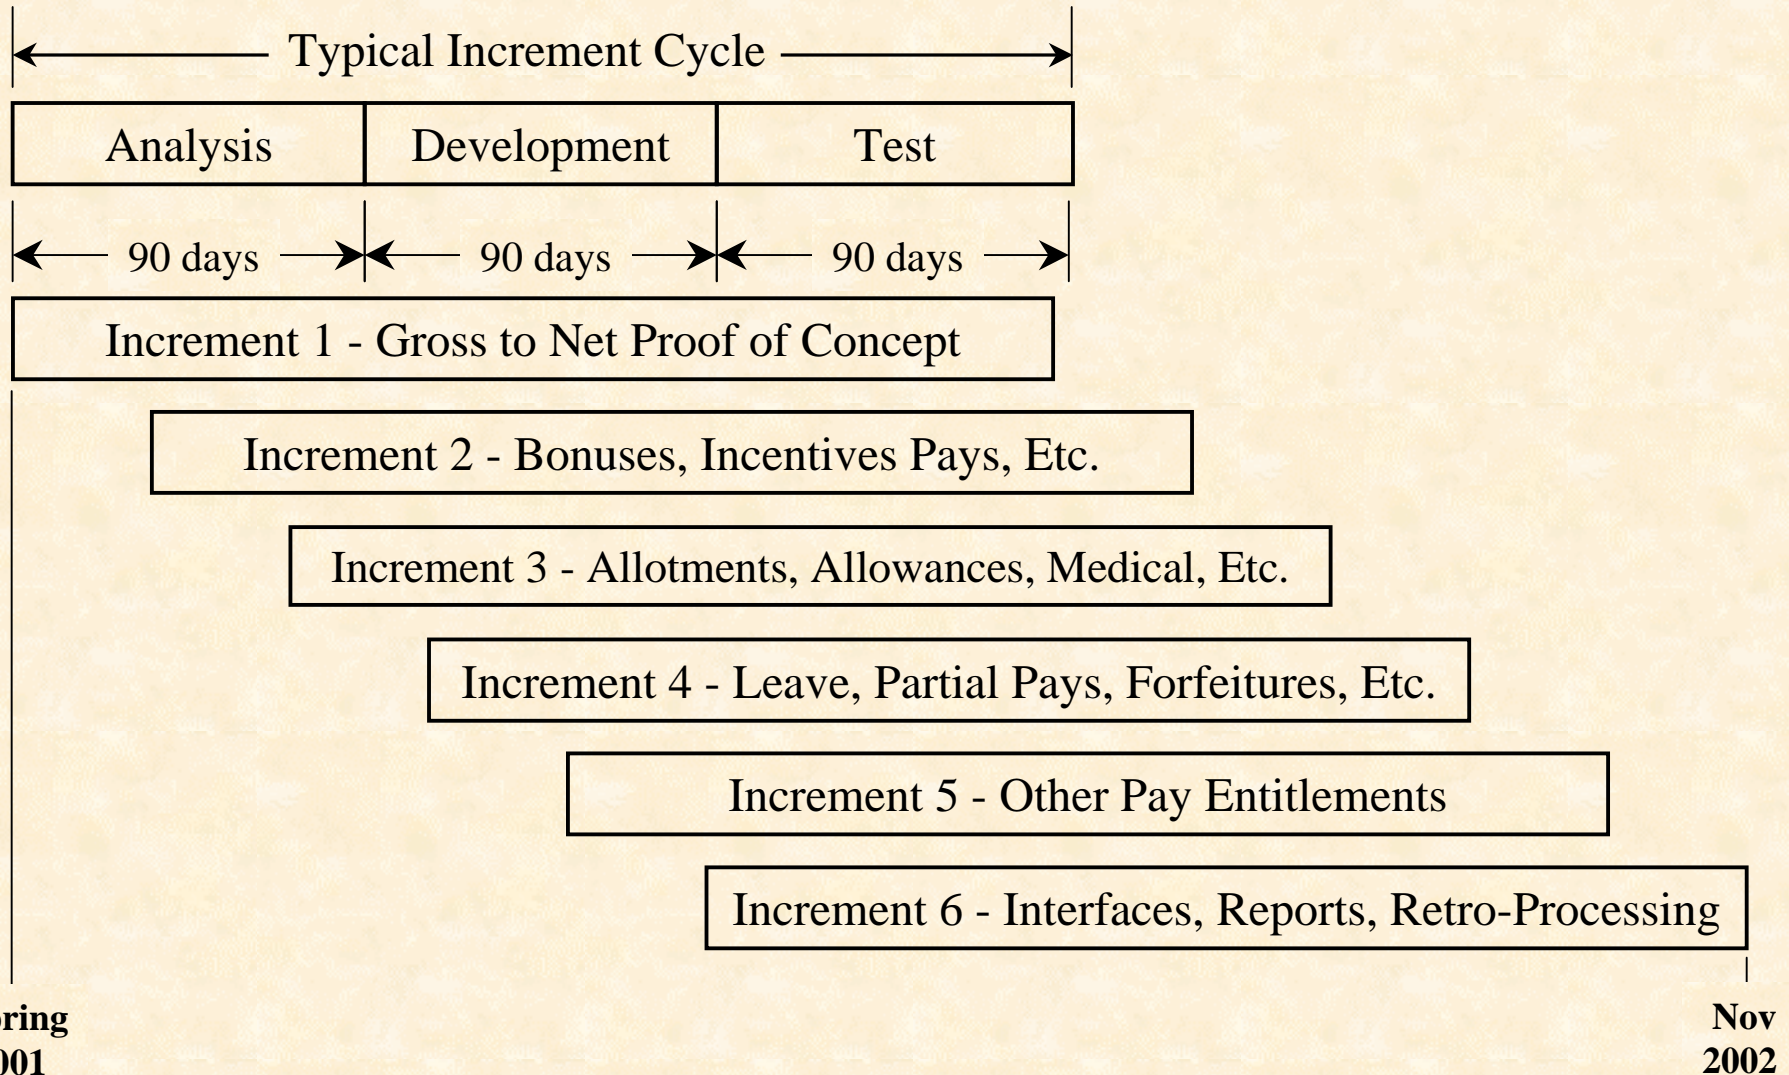 Typical Increment Cycle
Analysis
Development
Test
90 days
90 days
90 days
Increment 1 - Gross to Net Proof of Concept
Increment 2 - Bonuses, Incentives Pays, Etc.
Increment 3 - Allotments, Allowances, Medical, Etc.
Increment 4 - Leave, Partial Pays, Forfeitures, Etc.
Increment 5 - Other Pay Entitlements
Increment 6 - Interfaces, Reports, Retro-Processing
Nov
2002